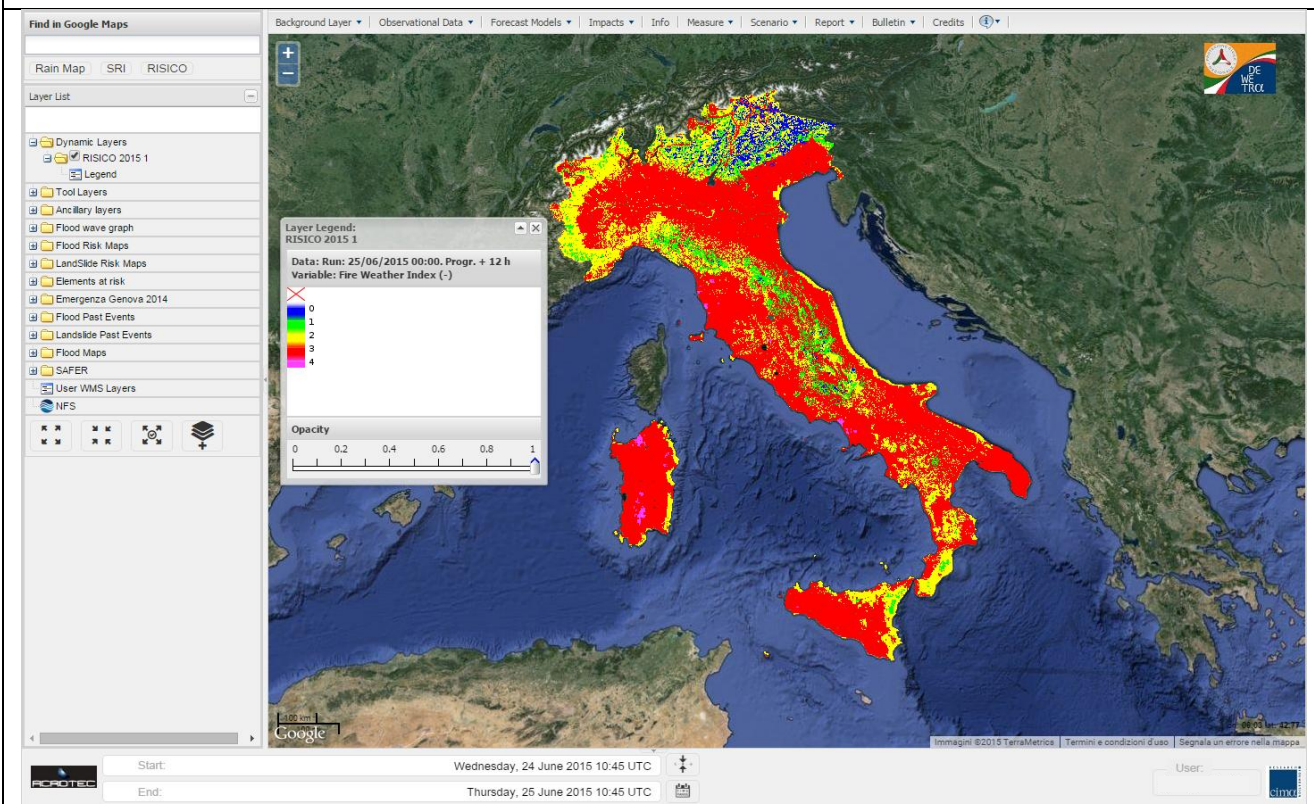 Find in Google Maps
Rain Map SRI RISICO
Layer List
Dynamic Layers
RISICO 2015 1
Legend
Tool Layers
Ancillary layers
Flood wave graph
Flood Risk Maps
LandSlide Risk Maps
Elements at risk
Emergenza Genova 2014
Flood Past Events
Landslide Past Events
Flood Maps
SAFER
User WMS Layers
NFS
Background Layer Observational Data Forecast Models Impacts Info Measure Scenario Report Bulletin Credits
DE
WE
TRα
Layer Legend:
RISICO 2015 1
Data: Run: 25/06/2015 00:00. Progr. + 12 h
Variable: Fire Weather Index (-)
0
1
2
3
4
Opacity
0 0.2 0.4 0.6 0.8 1
100 km
Google
Immagini ©2015 TerraMetrics Termini e condizioni d'uso Segnala un errore nella mappa
ACROTEC
Start: Wednesday, 24 June 2015 10:45 UTC
End: Thursday, 25 June 2015 10:45 UTC
User:
cima